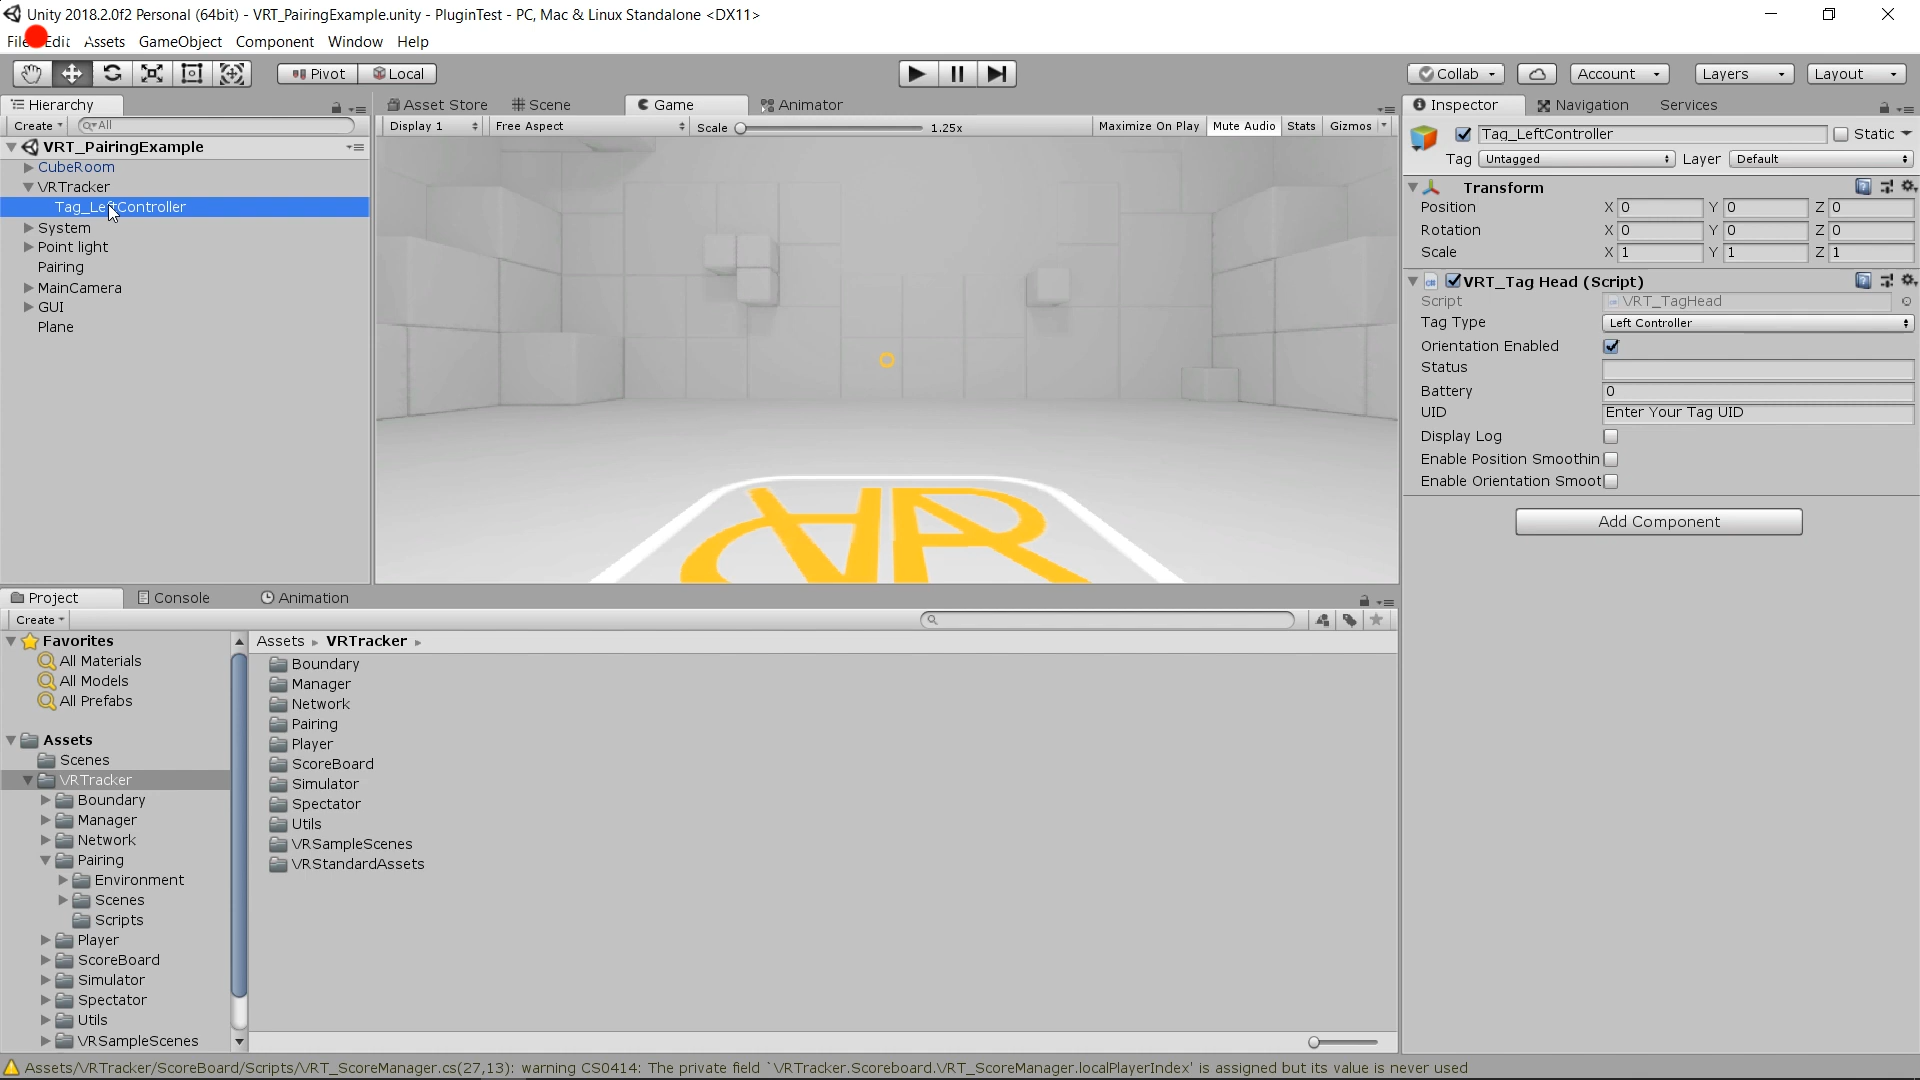 Unity 2018.2.0f2 Personal (64bit) - VRT_PairingExample.unity - PluginTest - PC, Mac & Linux Standalone <DX11>
File Edit Assets GameObject Component Window Help
Pivot Local Collab Account Layers Layout
Hierarchy Asset Store Scene Game Animator Inspector Navigation Services
Create All Display 1 Free Aspect Scale 1.25x Maximize On Play Mute Audio Stats Gizmos
Tag_LeftController Static
Tag Untagged Layer Default
VRT_PairingExample
CubeRoom
VRTracker
Tag_LeftController
System
Point light
Pairing
MainCamera
GUI
Plane
Transform
Position X 0 Y 0 Z 0
Rotation X 0 Y 0 Z 0
Scale X 1 Y 1 Z 1
VRT_Tag Head (Script)
Script VRT_TagHead
Tag Type Left Controller
Orientation Enabled
Status
Battery 0
UID Enter Your Tag UID
Display Log
Enable Position Smoothin
Enable Orientation Smoot
Add Component
Project Console Animation
Create
Favorites
All Materials
All Models
All Prefabs
Assets
Scenes
VRTracker
Boundary
Manager
Network
Pairing
Environment
Scenes
Scripts
Player
ScoreBoard
Simulator
Spectator
Utils
VRSampleScenes
Assets VRTracker
Boundary
Manager
Network
Pairing
Player
ScoreBoard
Simulator
Spectator
Utils
VRSampleScenes
VRStandardAssets
Assets/VRTracker/ScoreBoard/Scripts/VRT_ScoreManager.cs(27,13): warning CS0414: The private field `VRTracker.Scoreboard.VRT_ScoreManager.localPlayerIndex' is assigned but its value is never used